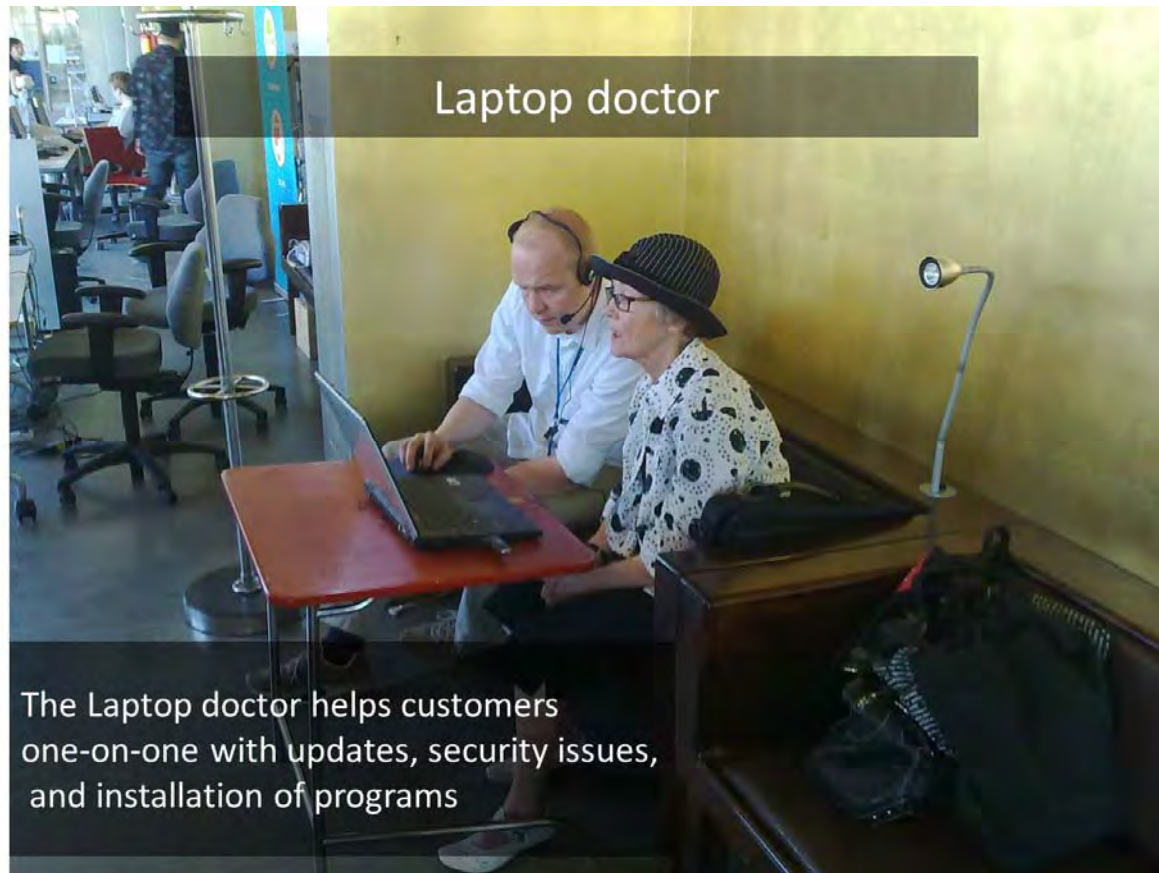 Laptop doctor
The Laptop doctor helps customers
one-on-one with updates, security issues,
and installation of programs